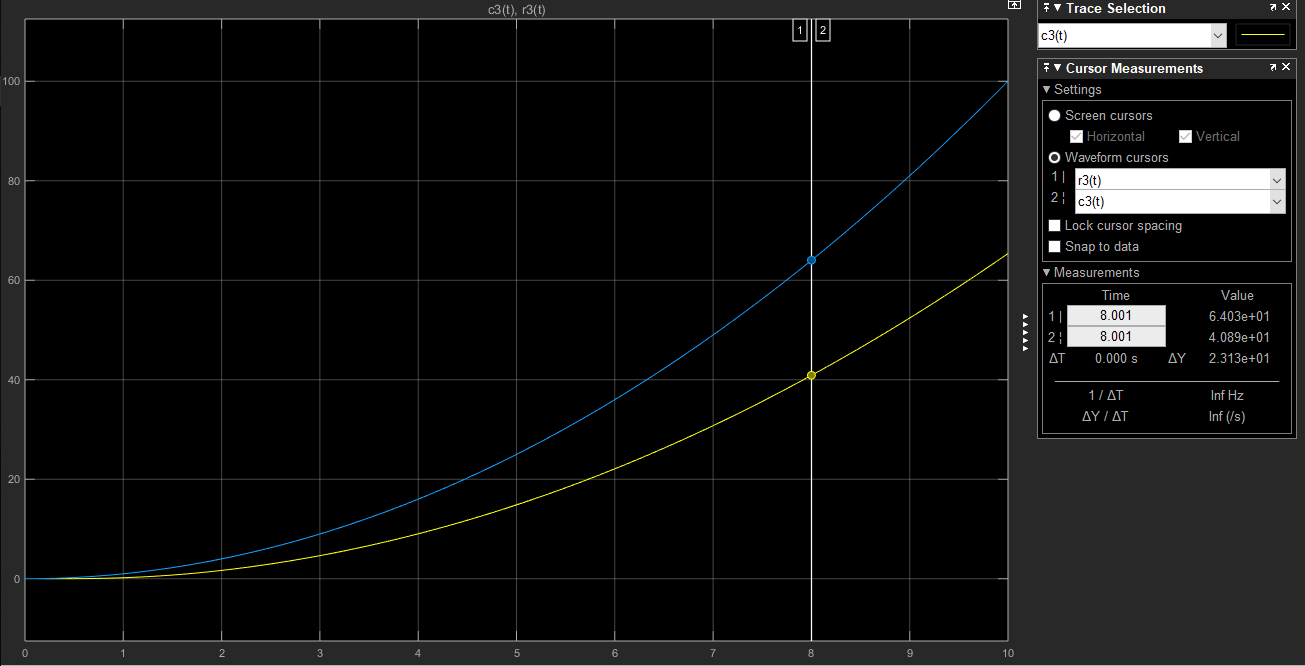 c3(t), r3(t)
1 2
100
80
60
40
20
0
0 1 2 3 4 5 6 7 8 9 10
Trace Selection
c3(t)
Cursor Measurements
Settings
Screen cursors
Horizontal Vertical
Waveform cursors
1 | r3(t)
2 ¦ c3(t)
Lock cursor spacing
Snap to data
Measurements
Time Value
1 | 8.001 6.403e+01
2 ¦ 8.001 4.089e+01
ΔT 0.000 s ΔY 2.313e+01
1 / ΔT Inf Hz
ΔY / ΔT Inf (/s)